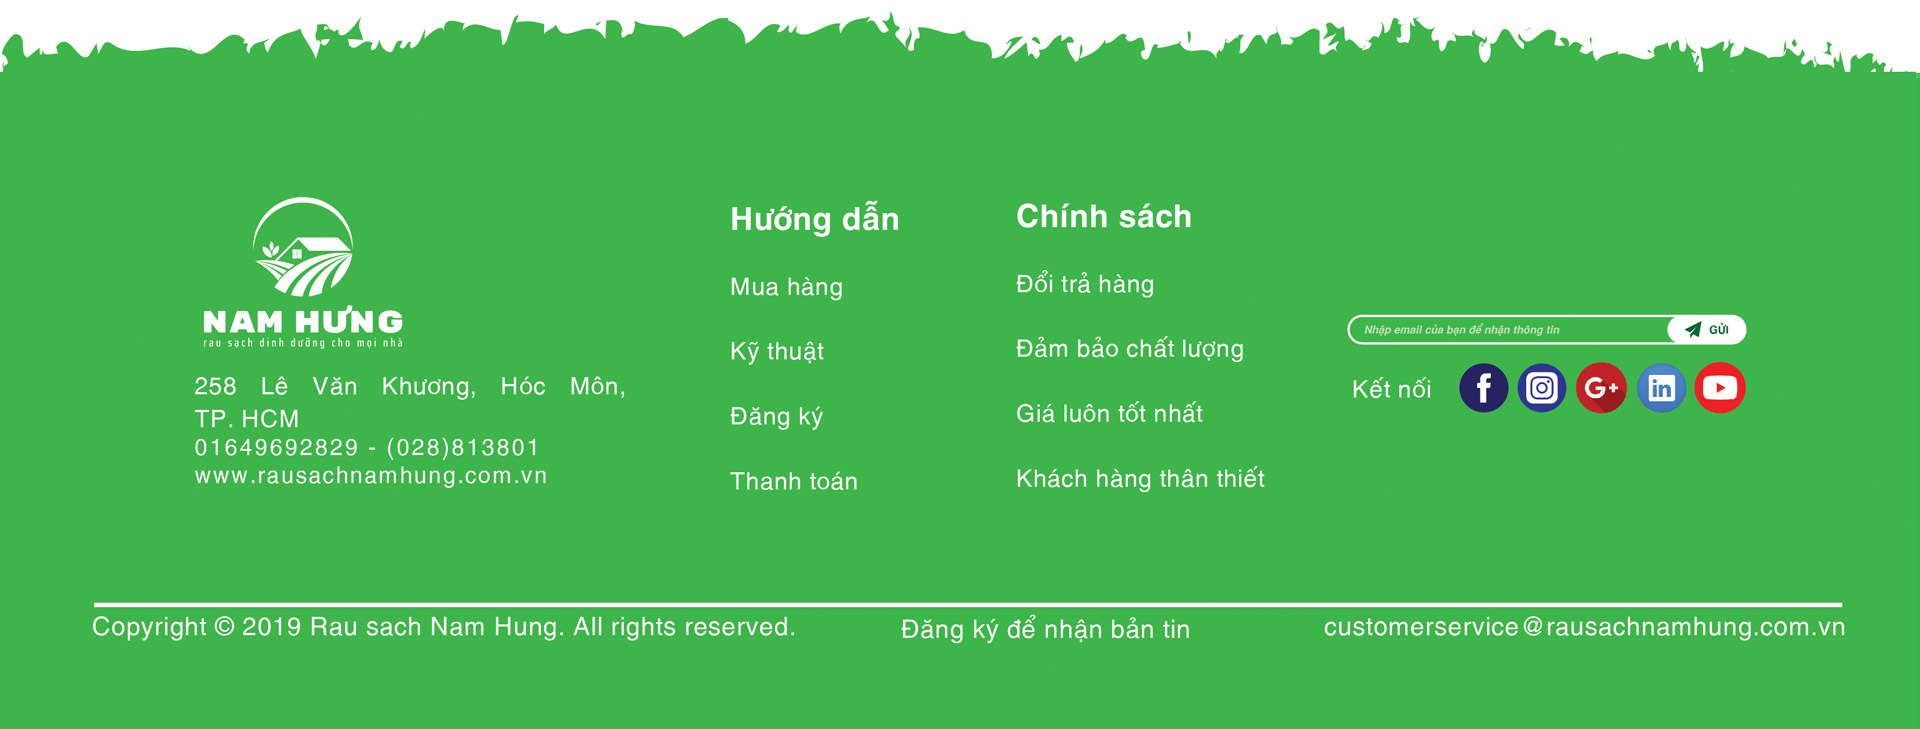 NAM HƯNG
rau sạch dinh dưỡng cho mọi nhà
258 Lê Văn Khương, Hóc Môn,
TP. HCM
01649692829 - (028)813801
www.rausachnamhung.com.vn
Hướng dẫn
Mua hàng
Kỹ thuật
Đăng ký
Thanh toán
Chính sách
Đổi trả hàng
Đảm bảo chất lượng
Giá luôn tốt nhất
Khách hàng thân thiết
Nhập email của bạn để nhận thông tin
GỬI
Kết nối
f
G+
in
Copyright © 2019 Rau sach Nam Hung. All rights reserved.
Đăng ký để nhận bản tin
customerservice@rausachnamhung.com.vn